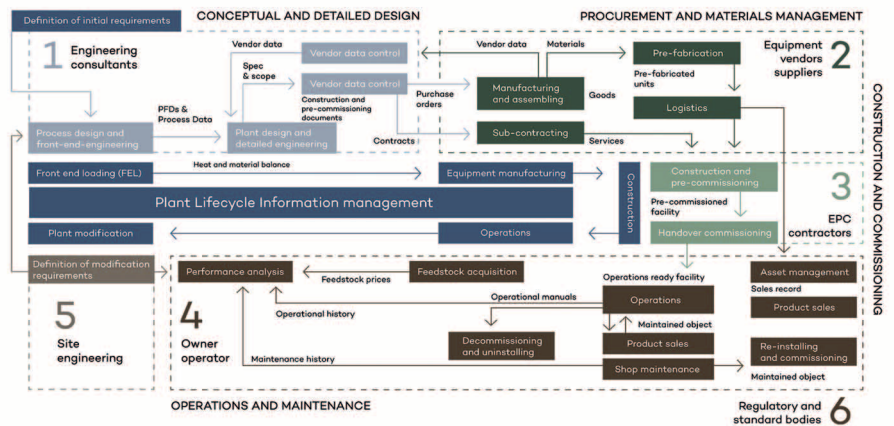 Definition of initial requirements
CONCEPTUAL AND DETAILED DESIGN
PROCUREMENT AND MATERIALS MANAGEMENT
1
Engineering
consultants
Vendor data
Vendor data control
Spec
& scope
Vendor data control
Construction and
pre-commissioning
documents
Purchase
orders
PFDs &
Process Data
Process design and
front-end-engineering
Plant design and
detailed engineering
Contracts
Vendor data
Materials
Pre-fabrication
Equipment
vendors
suppliers
2
Pre-fabricated
units
Manufacturing
and assembling
Goods
Logistics
Sub-contracting
Services
CONSTRUCTION AND COMMISSIONING
Front end loading (FEL)
Heat and material balance
Equipment manufacturing
Construction
Plant Lifecycle Information management
Plant modification
Operations
Construction and
pre-commissioning
Pre-commissioned
facility
Handover commissioning
3
EPC
contractors
Definition of modification
requirements
5
Site
engineering
4
Owner
operator
Performance analysis
Feedstock prices
Feedstock acquisition
Operations ready facility
Asset management
Sales record
Operational manuals
Operations
Product sales
Operational history
Maintained object
Decommissioning
and uninstalling
Product sales
Re-installing
and commissioning
Maintenance history
Shop maintenance
Maintained object
OPERATIONS AND MAINTENANCE
Regulatory and
standard bodies
6